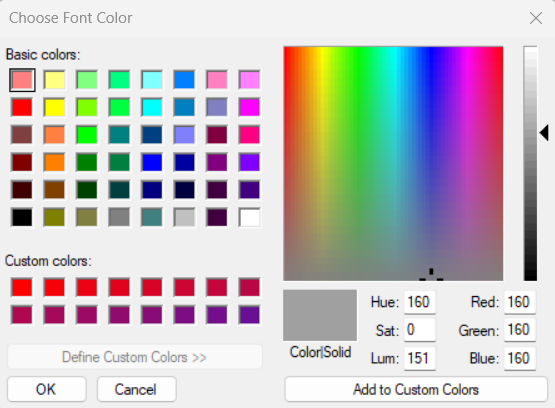 Choose Font Color
Basic colors:
Custom colors:
Define Custom Colors >>
OK Cancel
Color|Solid
Hue: 160 Red: 160
Sat: 0 Green: 160
Lum: 151 Blue: 160
Add to Custom Colors